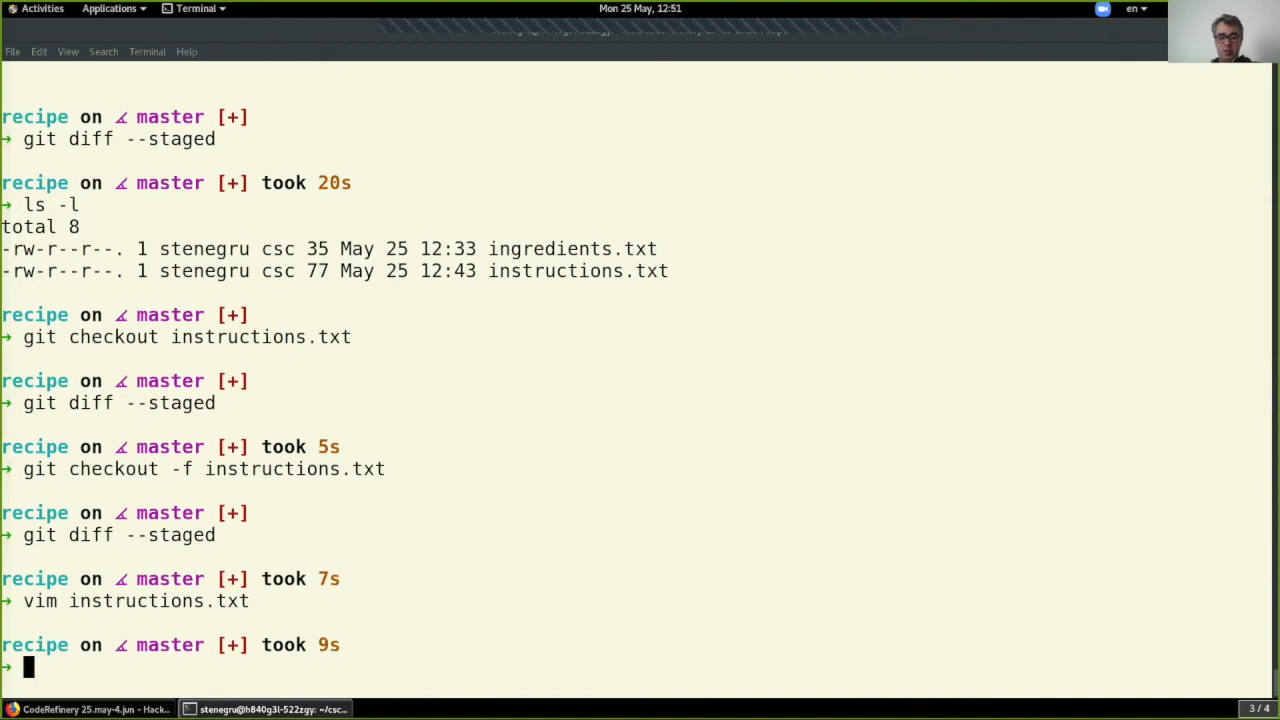 Activities Applications Terminal Mon 25 May, 12:51 en
File Edit View Search Terminal Help
recipe on master [+]
→ git diff --staged
recipe on master [+] took 20s
→ ls -l
total 8
-rw-r--r--. 1 stenegru csc 35 May 25 12:33 ingredients.txt
-rw-r--r--. 1 stenegru csc 77 May 25 12:43 instructions.txt
recipe on master [+]
→ git checkout instructions.txt
recipe on master [+]
→ git diff --staged
recipe on master [+] took 5s
→ git checkout -f instructions.txt
recipe on master [+]
→ git diff --staged
recipe on master [+] took 7s
→ vim instructions.txt
recipe on master [+] took 9s
→
CodeRefinery 25.may-4.jun - Hack... stenegru@h840g3l-522zgy: ~/csc... 3 / 4